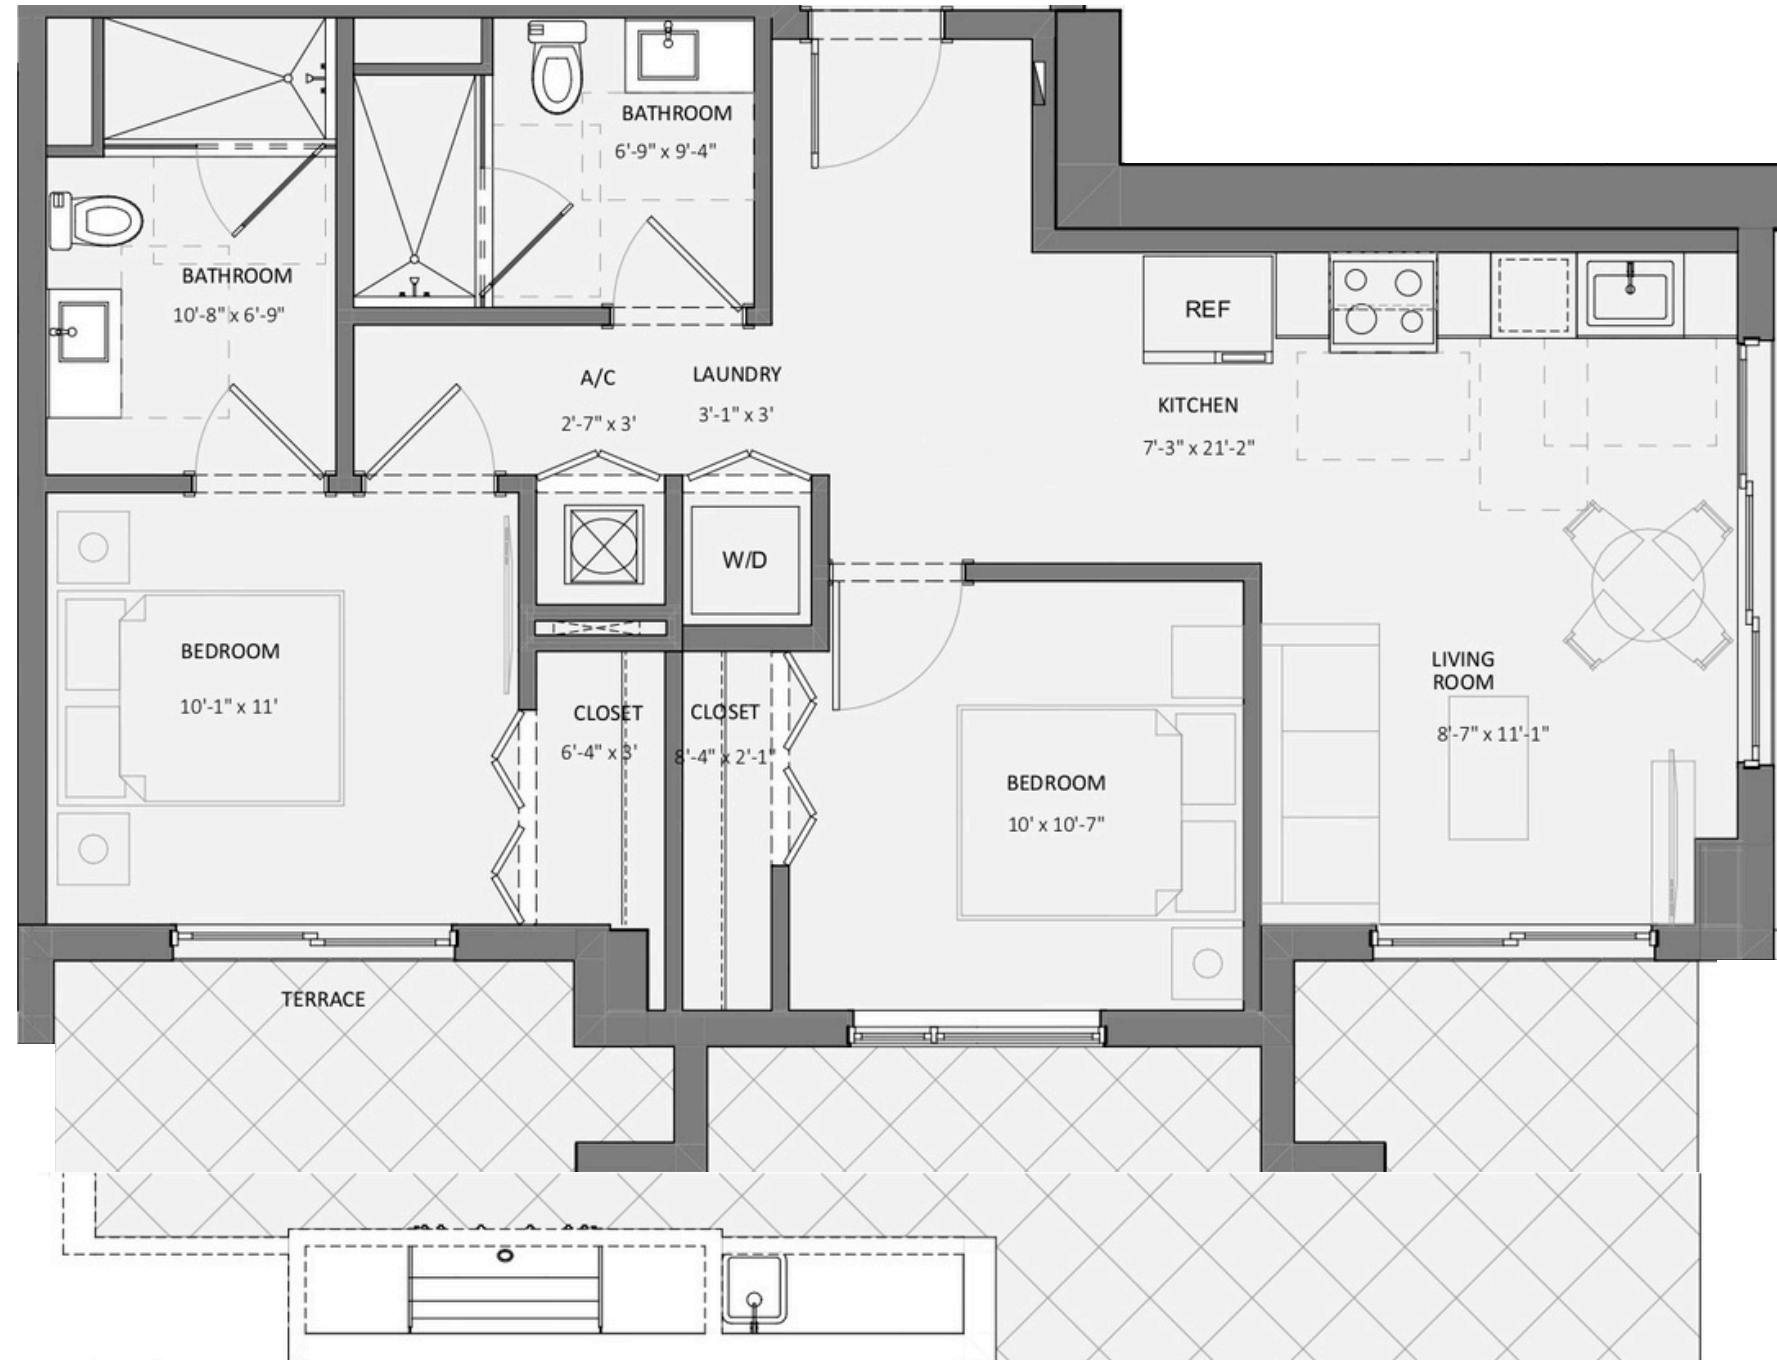 BATHROOM
6'-9" x 9'-4"
BATHROOM
10'-8" x 6'-9"
REF
A/C
2'-7" x 3'
LAUNDRY
3'-1" x 3'
KITCHEN
7'-3" x 21'-2"
W/D
BEDROOM
10'-1" x 11'
CLOSET
6'-4" x 3'
CLOSET
8'-4" x 2'-1"
LIVING
ROOM
8'-7" x 11'-1"
BEDROOM
10' x 10'-7"
TERRACE